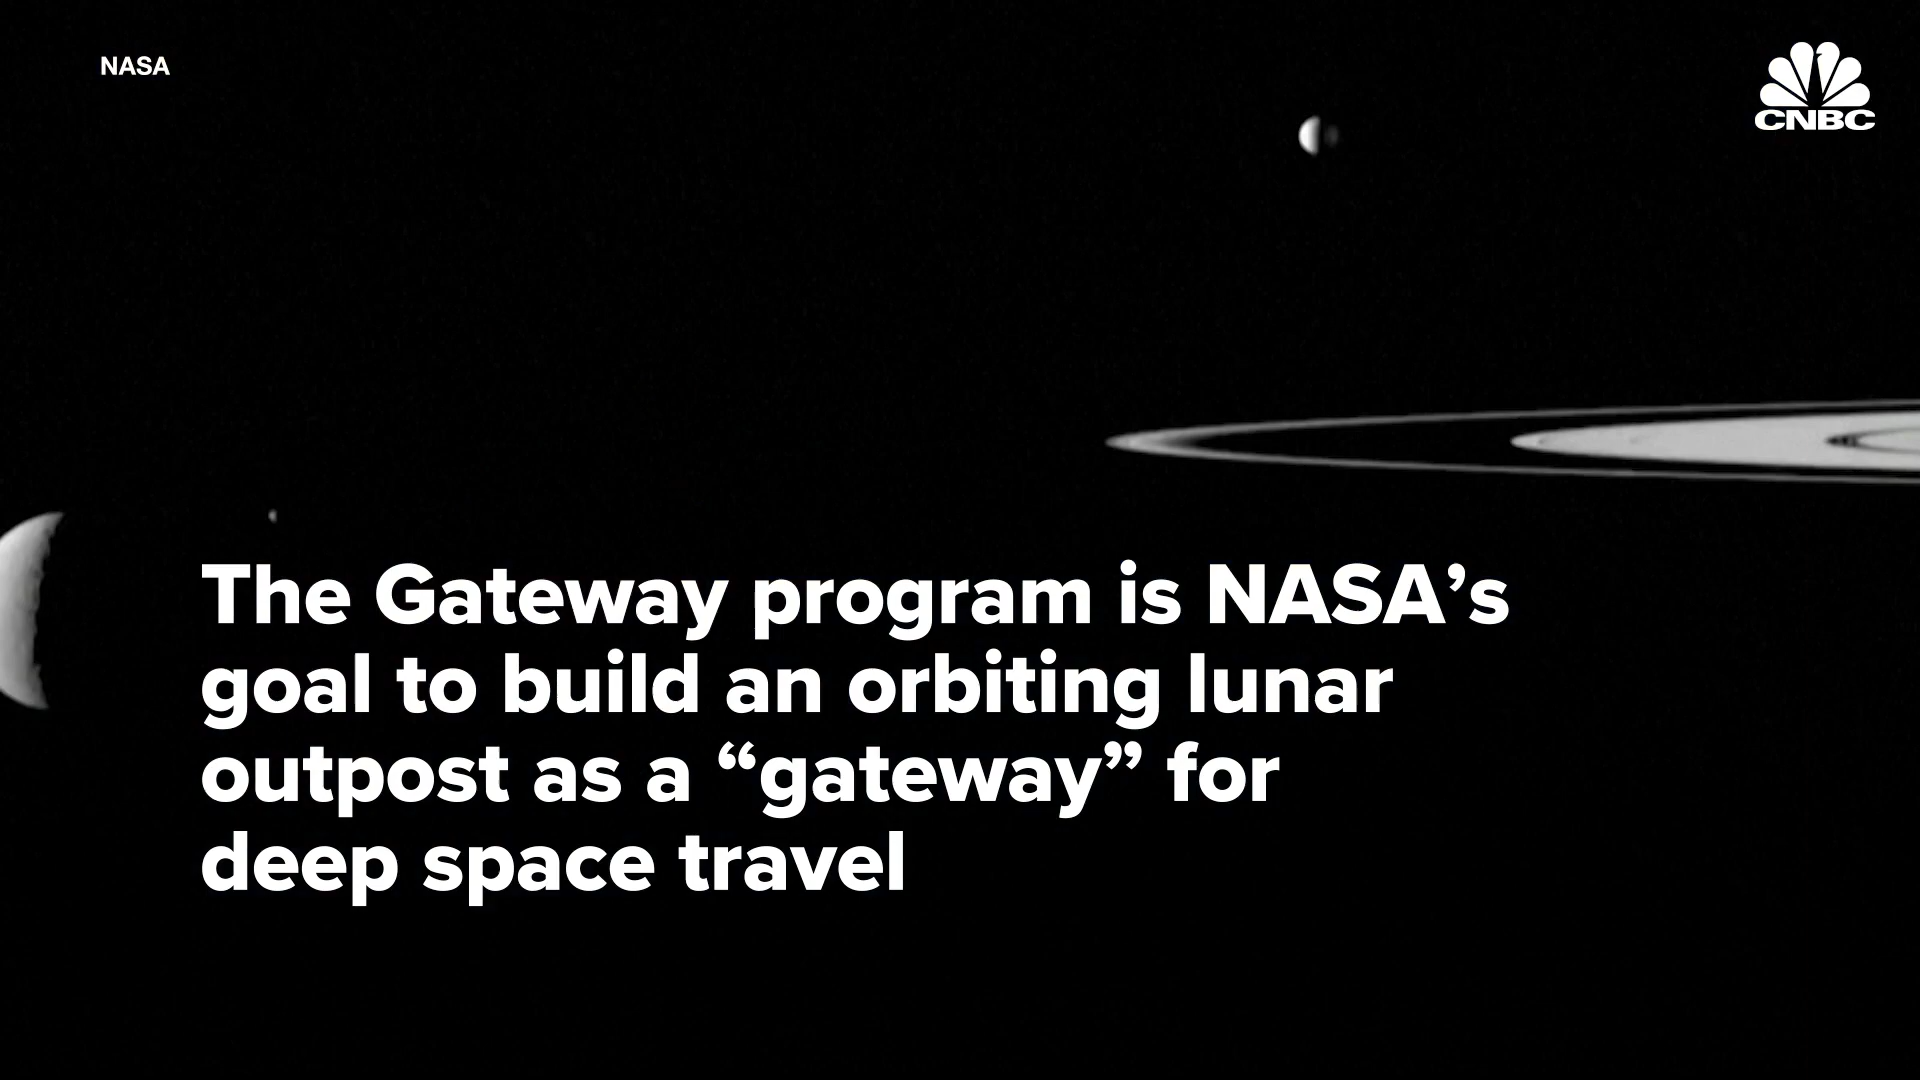 NASA
CNBC
The Gateway program is NASA’s
goal to build an orbiting lunar
outpost as a “gateway” for
deep space travel